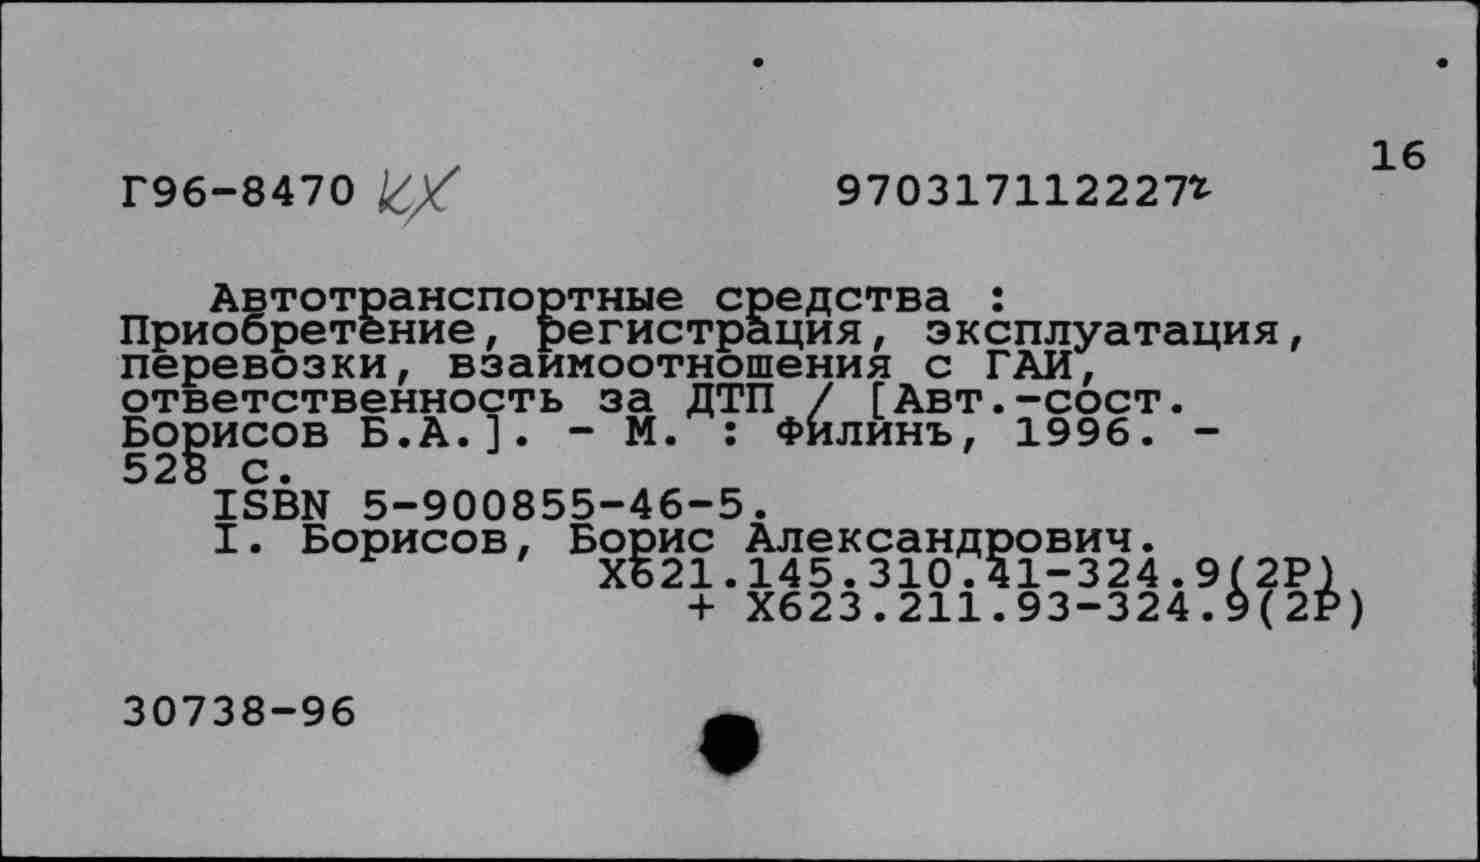 16
Г96-8470 КХ 970317112227г
Автотранспортные средства :
Приобретение, регистрация, эксплуатация,
перевозки, взаимоотношения с ГАИ,
ответственность за ДТП / [Авт.-сост.
Борисов Б.А.]. - М. : Филинъ, 1996. -
528 с.
ISBN 5-900855-46-5.
I. Борисов, Борис Александрович.
Х621.145.310.41-324.9(2Р)
+ Х623.211.93-324.9(2Р)
30738-96